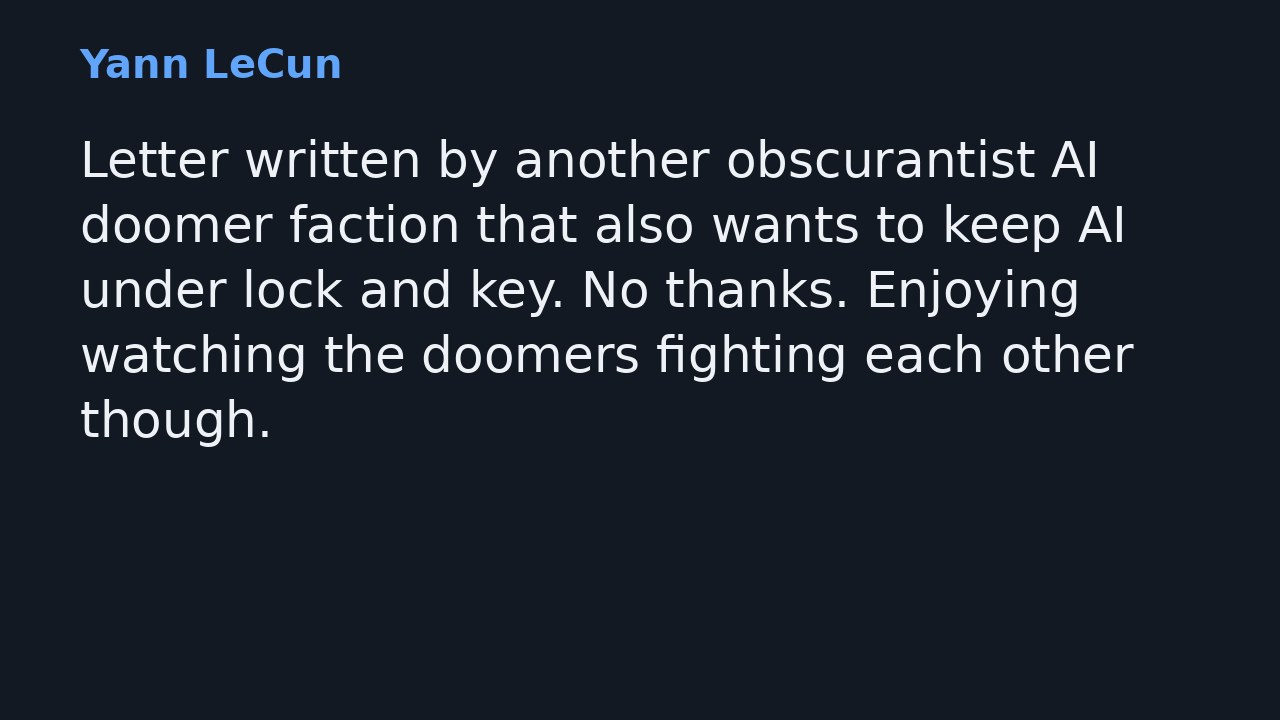 Yann LeCun
Letter written by another obscurantist AI
doomer faction that also wants to keep AI
under lock and key. No thanks. Enjoying
watching the doomers fighting each other
though.